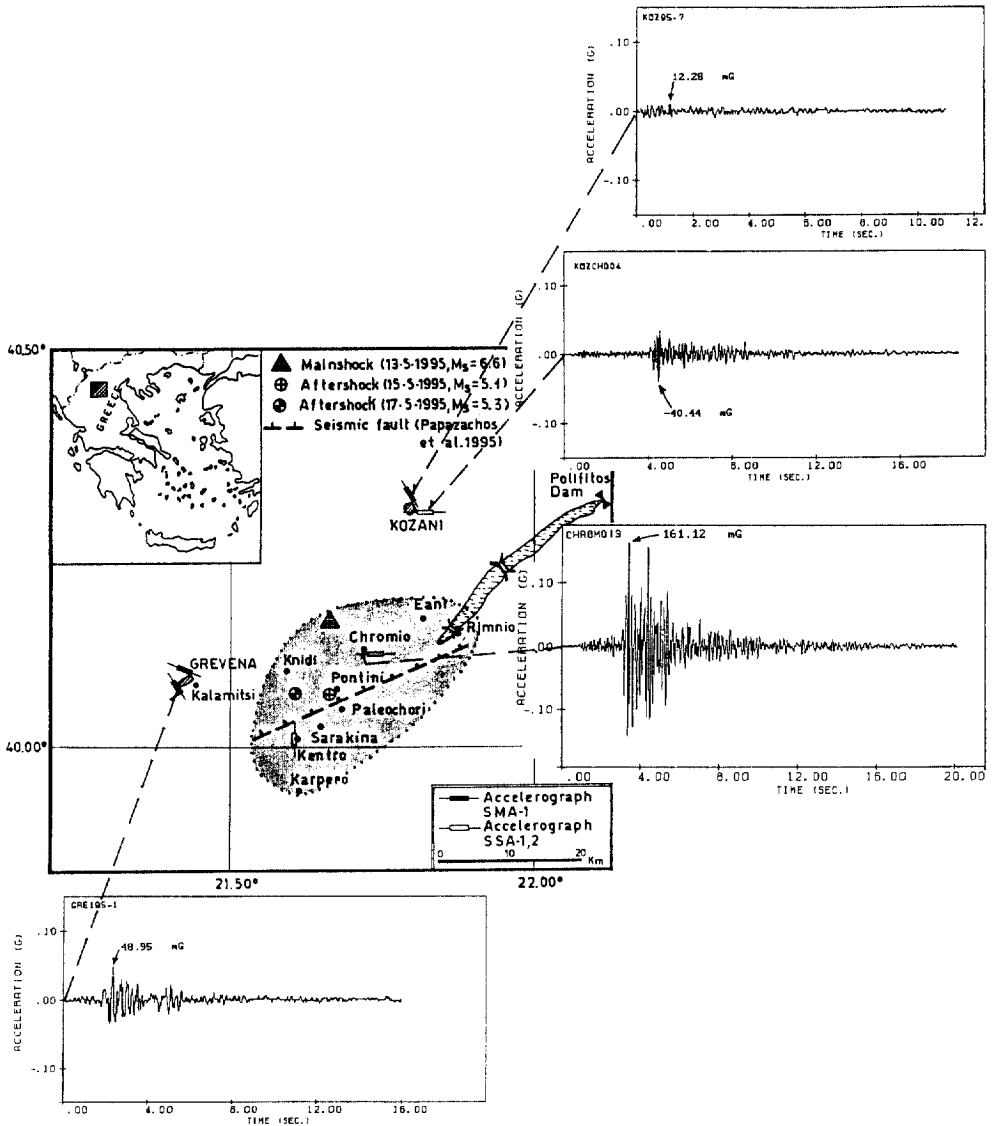 KOZ95-7
ACCELERATION (G)
.10
.00
-.10
12.28 mG
.00 2.00 4.00 6.00 8.00 10.00 12.
TIME (SEC.)
KOZCH004
ACCELERATION (G)
.10
.00
-.10
-40.44 mG
.00 4.00 8.00 12.00 16.00
TIME (SEC.)
40,50°
GREECE
Mainshock (13-5-1995, Ms=6.6)
Aftershock (15-5-1995, Ms=5.1)
Aftershock (17-5-1995, Ms=5.3)
Seismic fault (Papazachos
et al. 1995)
Polifitos
Dam
KOZANI
CHROM019
ACCELERATION (G)
.10
.00
-.10
161.12 mG
.00 4.00 8.00 12.00 16.00 20.00
TIME (SEC.)
Eani
Rimnio
Chromio
GREVENA
Knidi
Kalamitsi
Pontini
Paleochori
Sarakina
40.00°
Kentro
Karpero
Accelerograph
SMA-1
Accelerograph
SSA-1,2
0 10 20
Km
21.50° 22.00°
GRE195-1
ACCELERATION (G)
.10
.00
-.10
48.95 mG
.00 4.00 8.00 12.00 16.00
TIME (SEC.)